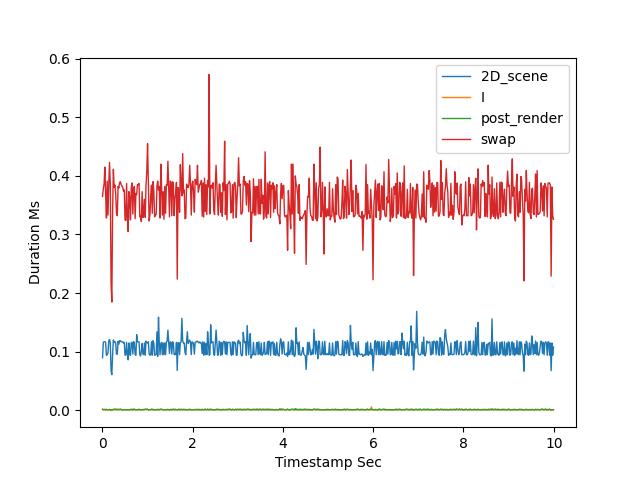 0.6
0.5
0.4
0.3
0.2
0.1
0.0
Duration Ms
2D_scene
I
post_render
swap
0 2 4 6 8 10
Timestamp Sec